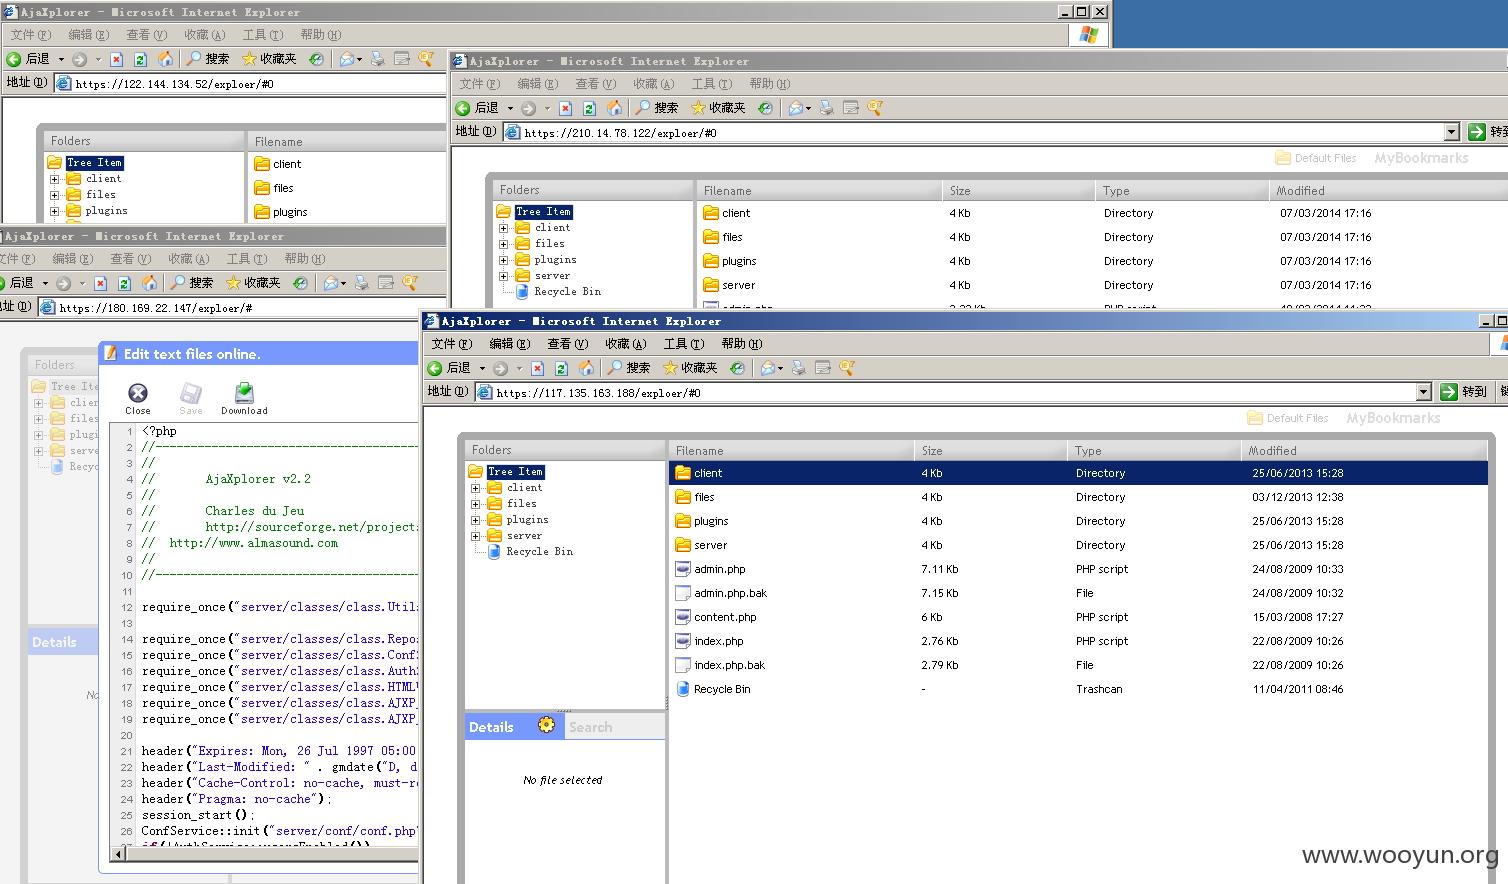 AjaXplorer - Microsoft Internet Explorer
文件(F) 编辑(E) 查看(V) 收藏(A) 工具(T) 帮助(H)
后退 搜索 收藏夹
地址(D) https://122.144.134.52/exploer/#0
Folders Filename
Tree Item client
client files
files plugins
plugins
AjaXplorer - Microsoft Internet Explorer
文件(F) 编辑(E) 查看(V) 收藏(A) 工具(T) 帮助(H)
后退 搜索 收藏夹
地址(D) https://210.14.78.122/exploer/#0 转到
Default Files MyBookmarks
Folders Filename Size Type Modified
Tree Item client 4 Kb Directory 07/03/2014 17:16
client files 4 Kb Directory 07/03/2014 17:16
files plugins 4 Kb Directory 07/03/2014 17:16
plugins server 4 Kb Directory 07/03/2014 17:16
server
Recycle Bin
AjaXplorer - Microsoft Internet Explorer
文件(F) 编辑(E) 查看(V) 收藏(A) 工具(T) 帮助(H)
后退 搜索 收藏夹
地址(D) https://180.169.22.147/exploer/#
Folders
Tree Ite
clien
files
plugi
serve
Recyc
Details
No
Edit text files online.
Close Save Download
1 <?php
2 //----------------------------------------
3 //
4 // AjaXplorer v2.2
5 //
6 // Charles du Jeu
7 // http://sourceforge.net/projects
8 // http://www.almasound.com
9 //
10 //----------------------------------------
11
12 require_once("server/classes/class.Utils
13
14 require_once("server/classes/class.Repos
15 require_once("server/classes/class.ConfS
16 require_once("server/classes/class.AuthS
17 require_once("server/classes/class.HTMLW
18 require_once("server/classes/class.AJXP_
19 require_once("server/classes/class.AJXP_
20
21 header("Expires: Mon, 26 Jul 1997 05:00
22 header("Last-Modified: " . gmdate("D, d
23 header("Cache-Control: no-cache, must-re
24 header("Pragma: no-cache");
25 session_start();
26 ConfService::init("server/conf/conf.php"
AjaXplorer - Microsoft Internet Explorer
文件(F) 编辑(E) 查看(V) 收藏(A) 工具(T) 帮助(H)
后退 搜索 收藏夹
地址(D) https://117.135.163.188/exploer/#0 转到
Default Files MyBookmarks
Folders Filename Size Type Modified
Tree Item client 4 Kb Directory 25/06/2013 15:28
client files 4 Kb Directory 03/12/2013 12:38
files plugins 4 Kb Directory 25/06/2013 15:28
plugins server 4 Kb Directory 25/06/2013 15:28
server admin.php 7.11 Kb PHP script 24/08/2009 10:33
Recycle Bin admin.php.bak 7.15 Kb File 24/08/2009 10:32
content.php 6 Kb PHP script 15/03/2008 17:27
index.php 2.76 Kb PHP script 22/08/2009 10:26
index.php.bak 2.79 Kb File 22/08/2009 10:26
Recycle Bin - Trashcan 11/04/2011 08:46
Details Search
No file selected
www.wooyun.org